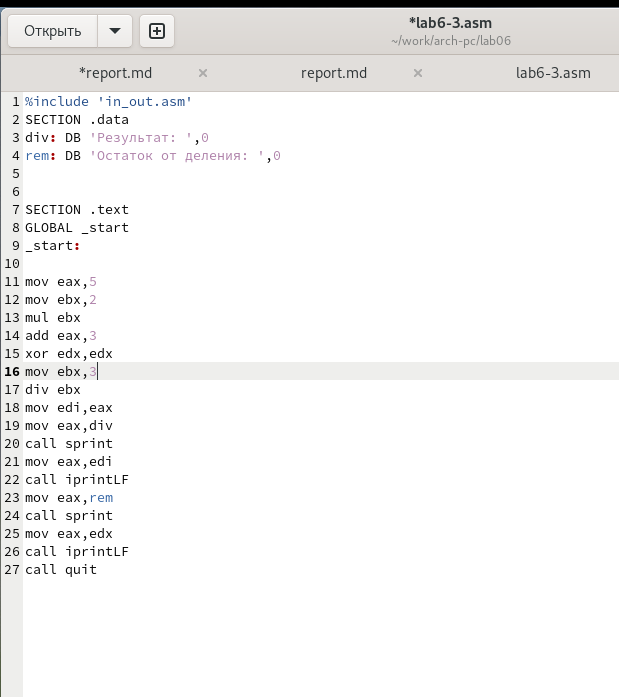 Открыть
*lab6-3.asm
~/work/arch-pc/lab06
*report.md × report.md × lab6-3.asm
1 %include 'in_out.asm'
2 SECTION .data
3 div: DB 'Результат: ',0
4 rem: DB 'Остаток от деления: ',0
5
6
7 SECTION .text
8 GLOBAL _start
9 _start:
10
11 mov eax,5
12 mov ebx,2
13 mul ebx
14 add eax,3
15 xor edx,edx
16 mov ebx,3
17 div ebx
18 mov edi,eax
19 mov eax,div
20 call sprint
21 mov eax,edi
22 call iprintLF
23 mov eax,rem
24 call sprint
25 mov eax,edx
26 call iprintLF
27 call quit